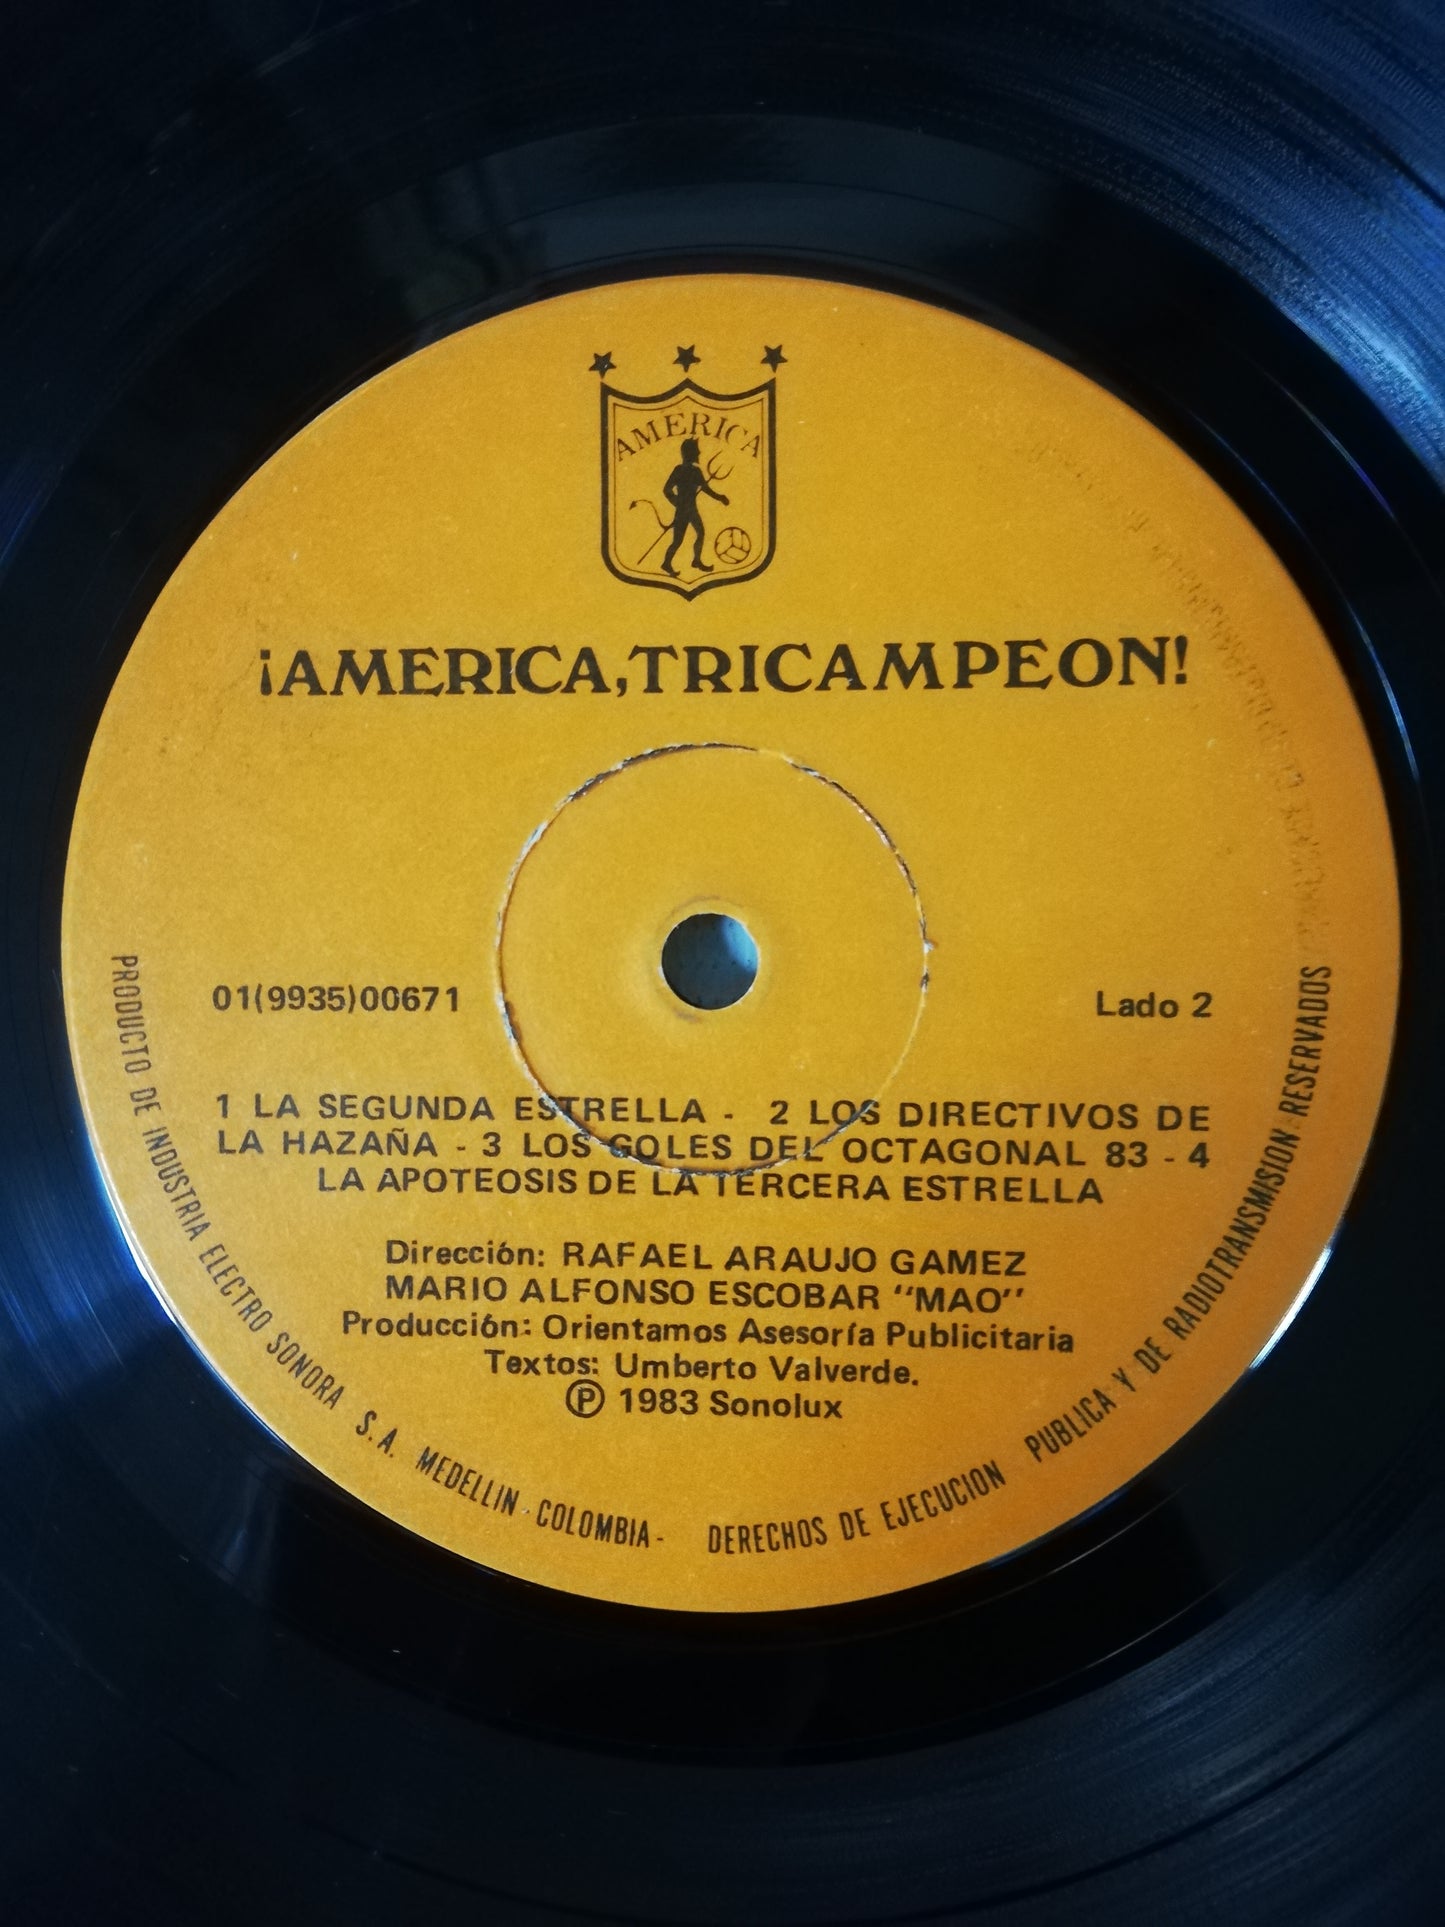 AMERICA
¡AMERICA, TRICAMPEON!
01(9935)00671
Lado 2
1 LA SEGUNDA ESTRELLA - 2 LOS DIRECTIVOS DE
LA HAZAÑA - 3 LOS GOLES DEL OCTAGONAL 83 - 4
LA APOTEOSIS DE LA TERCERA ESTRELLA
Dirección: RAFAEL ARAUJO GAMEZ
MARIO ALFONSO ESCOBAR "MAO"
Producción: Orientamos Asesoría Publicitaria
Textos: Umberto Valverde.
Ⓟ 1983 Sonolux
PRODUCTO DE INDUSTRIA ELECTRO SONORA S.A. MEDELLIN - COLOMBIA - DERECHOS DE EJECUCION PUBLICA Y DE RADIOTRANSMISION RESERVADOS